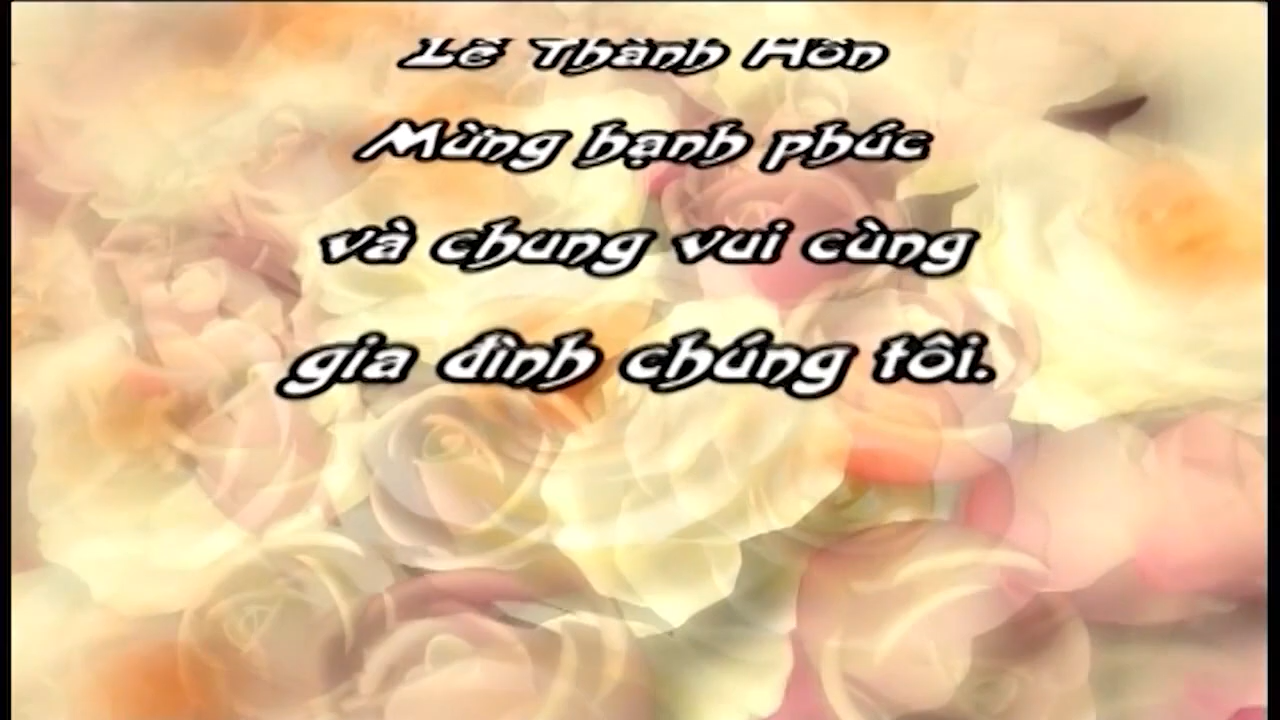 Lễ Thành Hôn
Mừng hạnh phúc
và chung vui cùng
gia đình chúng tôi.